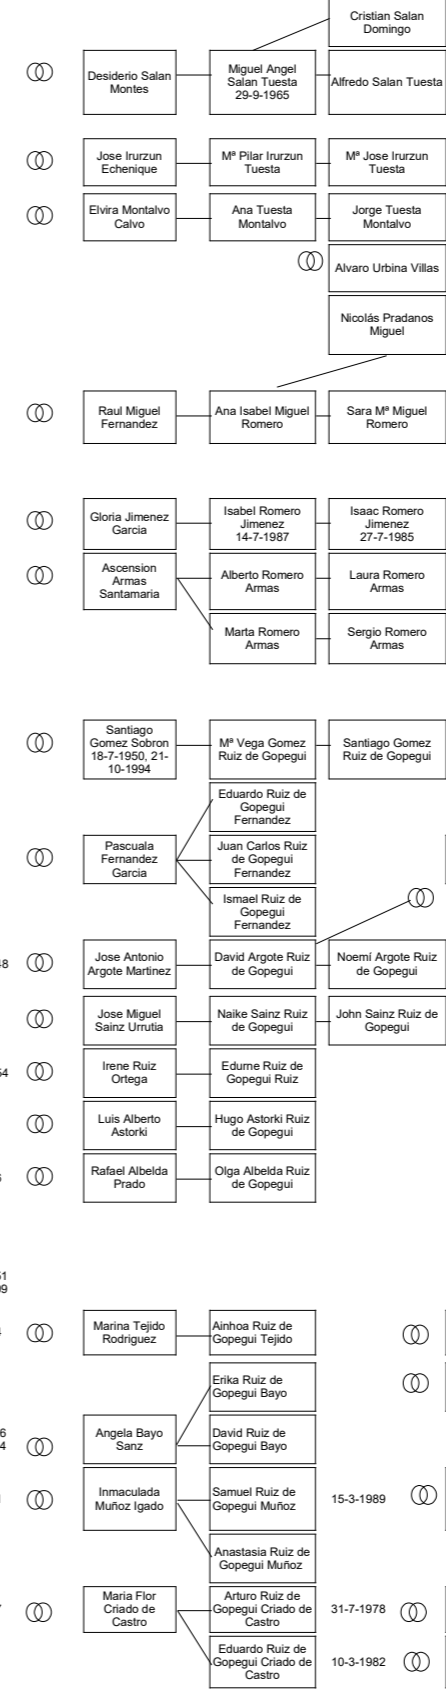 Cristian Salan
Domingo
Desiderio Salan
Montes
Miguel Angel
Salan Tuesta
29-9-1965
Alfredo Salan Tuesta
Jose Irurzun
Echenique
Mª Pilar Irurzun
Tuesta
Mª Jose Irurzun
Tuesta
Elvira Montalvo
Calvo
Ana Tuesta
Montalvo
Jorge Tuesta
Montalvo
Alvaro Urbina Villas
Nicolás Pradanos
Miguel
Raul Miguel
Fernandez
Ana Isabel Miguel
Romero
Sara Mª Miguel
Romero
Gloria Jimenez
Garcia
Isabel Romero
Jimenez
14-7-1987
Isaac Romero
Jimenez
27-7-1985
Ascension
Armas
Santamaria
Alberto Romero
Armas
Laura Romero
Armas
Marta Romero
Armas
Sergio Romero
Armas
Santiago
Gomez Sobron
18-7-1950, 21-
10-1994
Mª Vega Gomez
Ruiz de Gopegui
Santiago Gomez
Ruiz de Gopegui
Eduardo Ruiz de
Gopegui
Fernandez
Pascuala
Fernandez
Garcia
Juan Carlos Ruiz
de Gopegui
Fernandez
Ismael Ruiz de
Gopegui
Fernandez
Jose Antonio
Argote Martinez
David Argote Ruiz
de Gopegui
Noemí Argote Ruiz
de Gopegui
Jose Miguel
Sainz Urrutia
Naike Sainz Ruiz
de Gopegui
John Sainz Ruiz de
Gopegui
Irene Ruiz
Ortega
Edurne Ruiz de
Gopegui Ruiz
Luis Alberto
Astorki
Hugo Astorki Ruiz
de Gopegui
Rafael Albelda
Prado
Olga Albelda Ruiz
de Gopegui
Marina Tejido
Rodriguez
Ainhoa Ruiz de
Gopegui Tejido
Erika Ruiz de
Gopegui Bayo
Angela Bayo
Sanz
David Ruiz de
Gopegui Bayo
Inmaculada
Muñoz Igado
Samuel Ruiz de
Gopegui Muñoz
15-3-1989
Anastasia Ruiz de
Gopegui Muñoz
Maria Flor
Criado de
Castro
Arturo Ruiz de
Gopegui Criado de
Castro
31-7-1978
Eduardo Ruiz de
Gopegui Criado de
Castro
10-3-1982